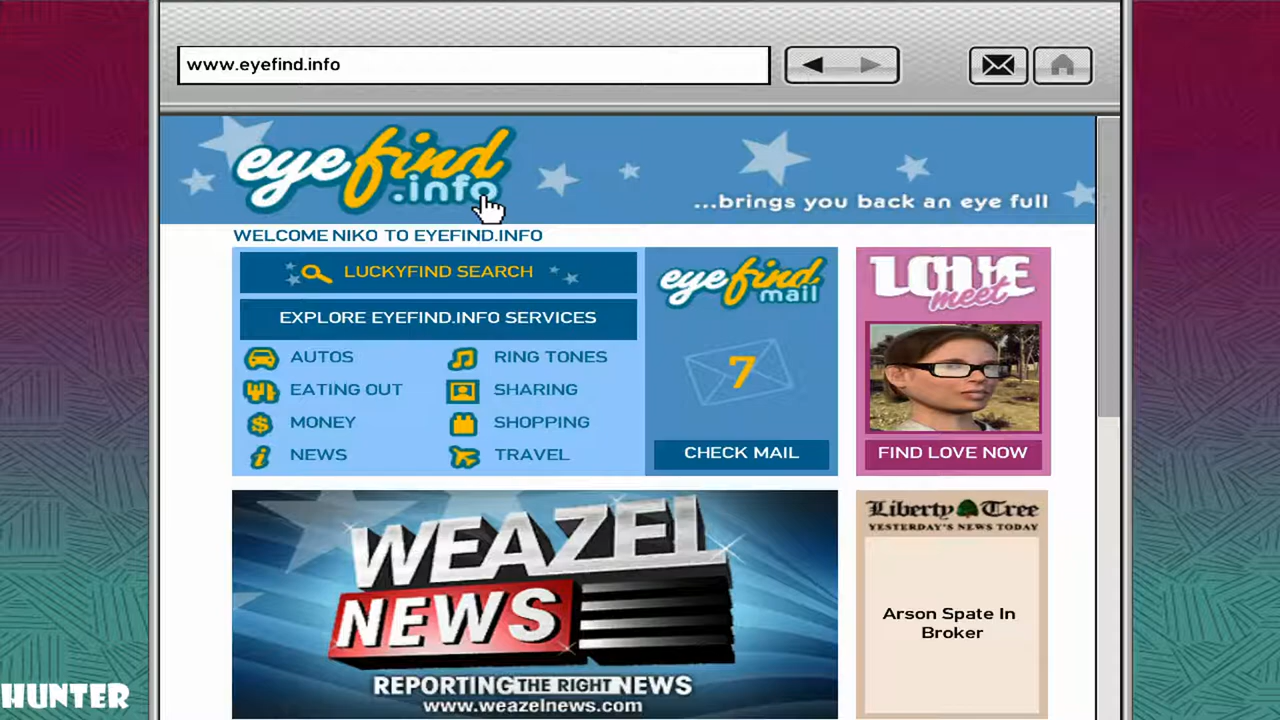 www.eyefind.info
eyefind
.info
...brings you back an eye full
WELCOME NIKO TO EYEFIND.INFO
LUCKYFIND SEARCH
EXPLORE EYEFIND.INFO SERVICES
AUTOS
RING TONES
EATING OUT
SHARING
MONEY
SHOPPING
NEWS
TRAVEL
eyefind
mail
7
CHECK MAIL
LOVE
meet
FIND LOVE NOW
WEAZEL
NEWS
REPORTING THE RIGHT NEWS
www.weazelnews.com
Liberty Tree
YESTERDAY'S NEWS TODAY
Arson Spate In
Broker
HUNTER